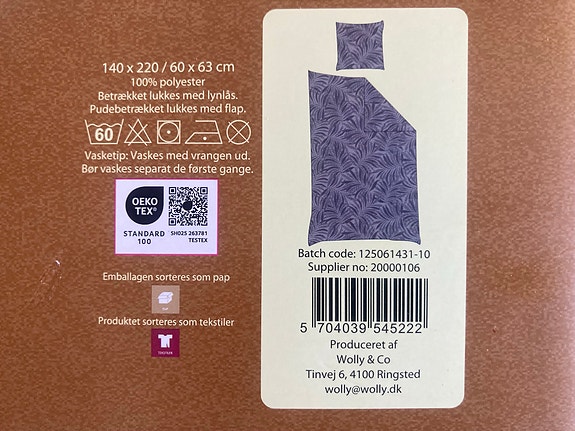 140 x 220 / 60 x 63 cm
100% polyester
Betrækket lukkes med lynlås.
Pudebetrækket lukkes med flap.
60
Vasketip: Vaskes med vrangen ud.
Bør vaskes separat de første gange.
OEKO
TEX®
STANDARD
100
SH025 263781
TESTEX
Emballagen sorteres som pap
PAP
Produktet sorteres som tekstiler
TEKSTILER
Batch code: 125061431-10
Supplier no: 20000106
5 704039 545222
Produceret af
Wolly & Co
Tinvej 6, 4100 Ringsted
wolly@wolly.dk